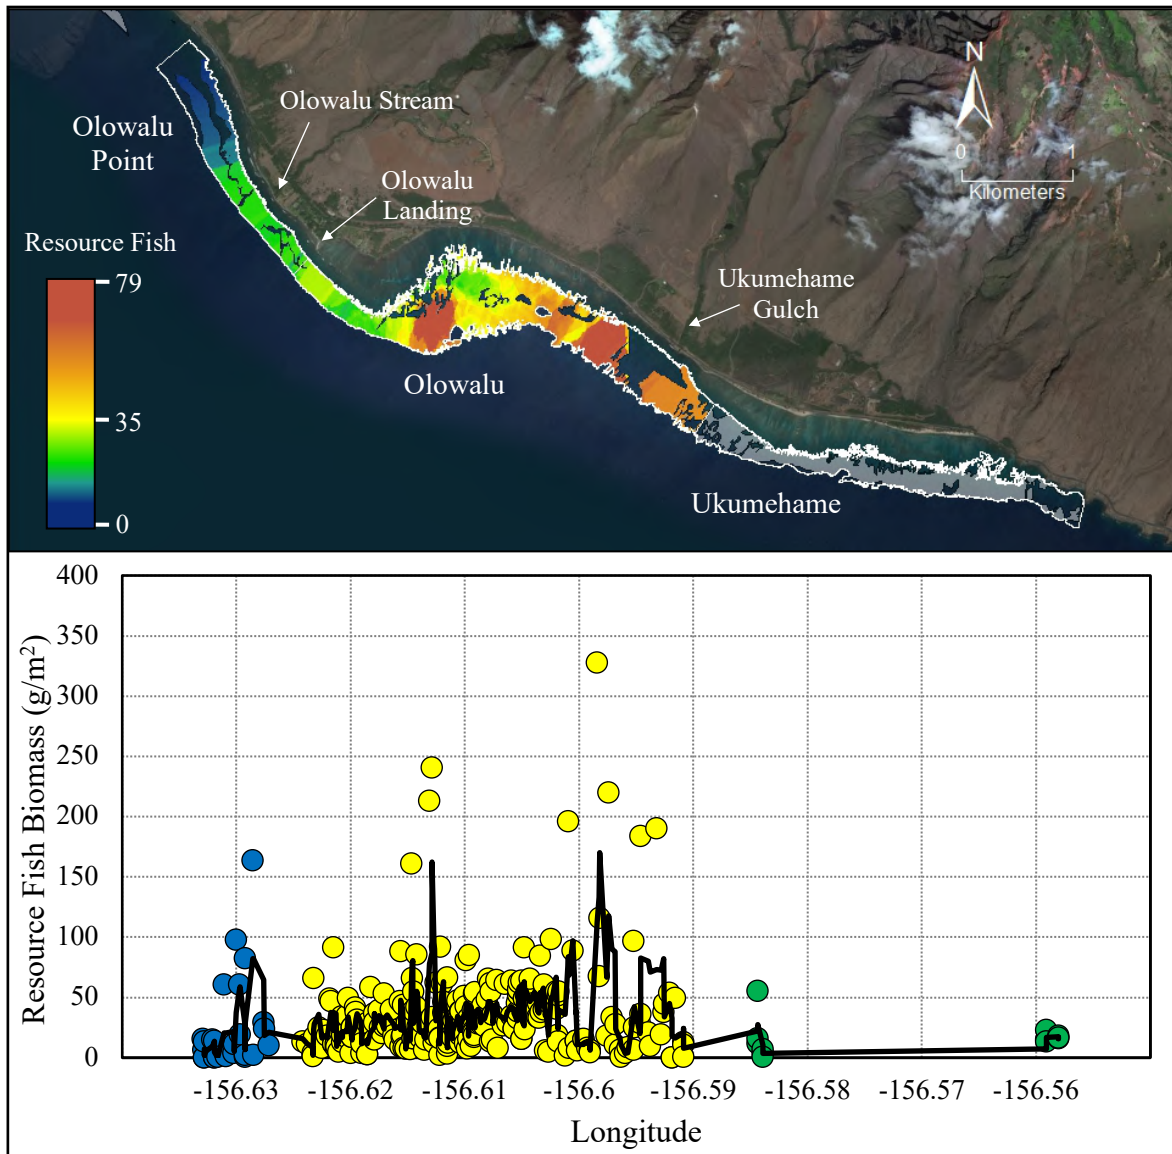 N
0 1
Kilometers
Olowalu Stream
Olowalu
Point
Olowalu
Landing
Resource Fish
79
35
0
Ukumehame
Gulch
Olowalu
Ukumehame
Resource Fish Biomass (g/m²)
400
350
300
250
200
150
100
50
0
-156.63 -156.62 -156.61 -156.6 -156.59 -156.58 -156.57 -156.56
Longitude